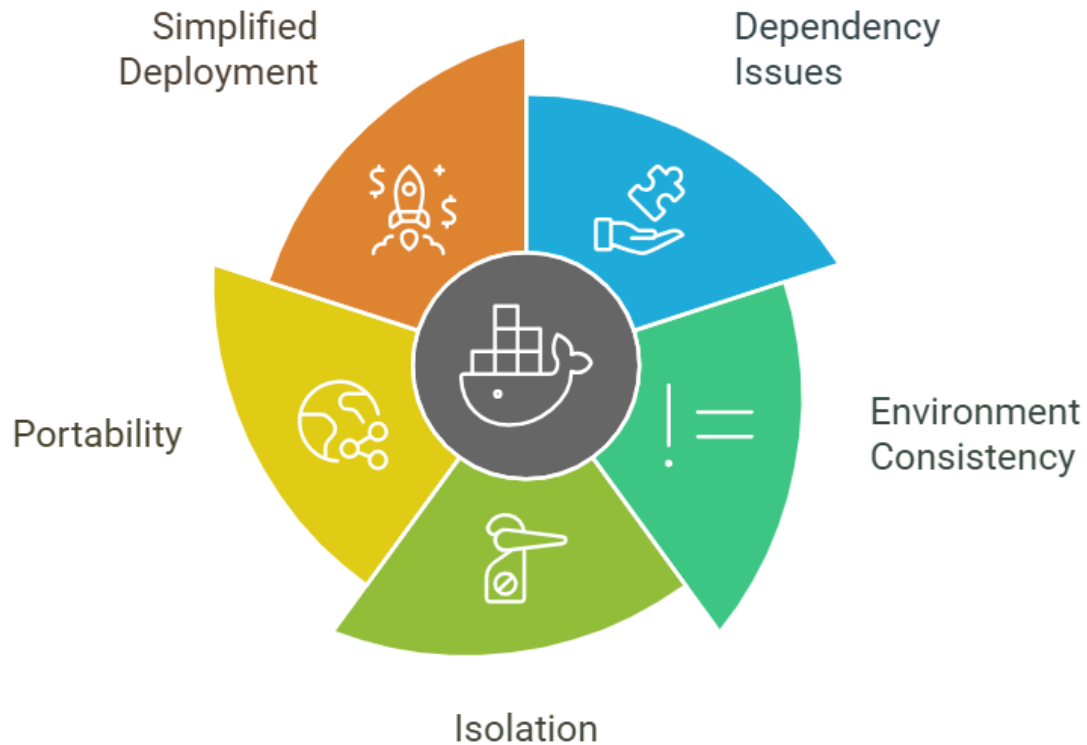 Simplified
Deployment
Dependency
Issues
Environment
Consistency
Portability
Isolation